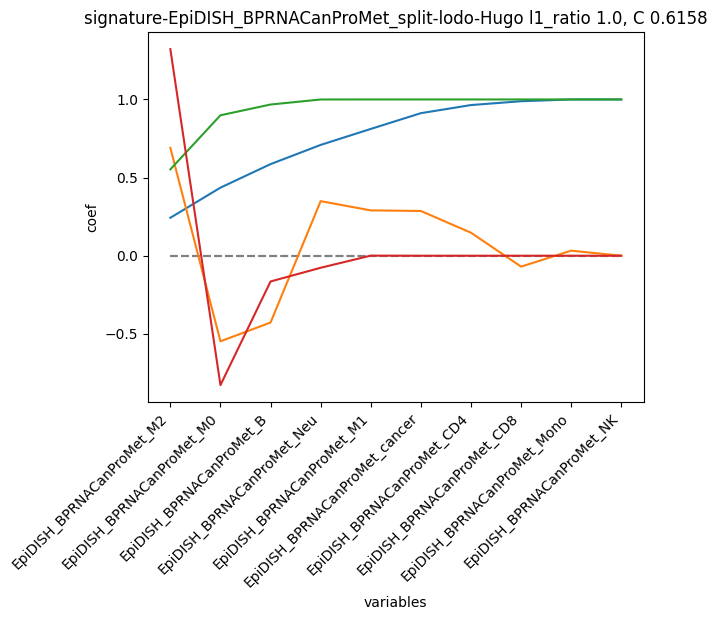 signature-EpiDISH_BPRNACanProMet_split-lodo-Hugo l1_ratio 1.0, C 0.6158
1.0
0.5
0.0
−0.5
coef
EpiDISH_BPRNACanProMet_M2
EpiDISH_BPRNACanProMet_M0
EpiDISH_BPRNACanProMet_B
EpiDISH_BPRNACanProMet_Neu
EpiDISH_BPRNACanProMet_M1
EpiDISH_BPRNACanProMet_cancer
EpiDISH_BPRNACanProMet_CD4
EpiDISH_BPRNACanProMet_CD8
EpiDISH_BPRNACanProMet_Mono
EpiDISH_BPRNACanProMet_NK
variables